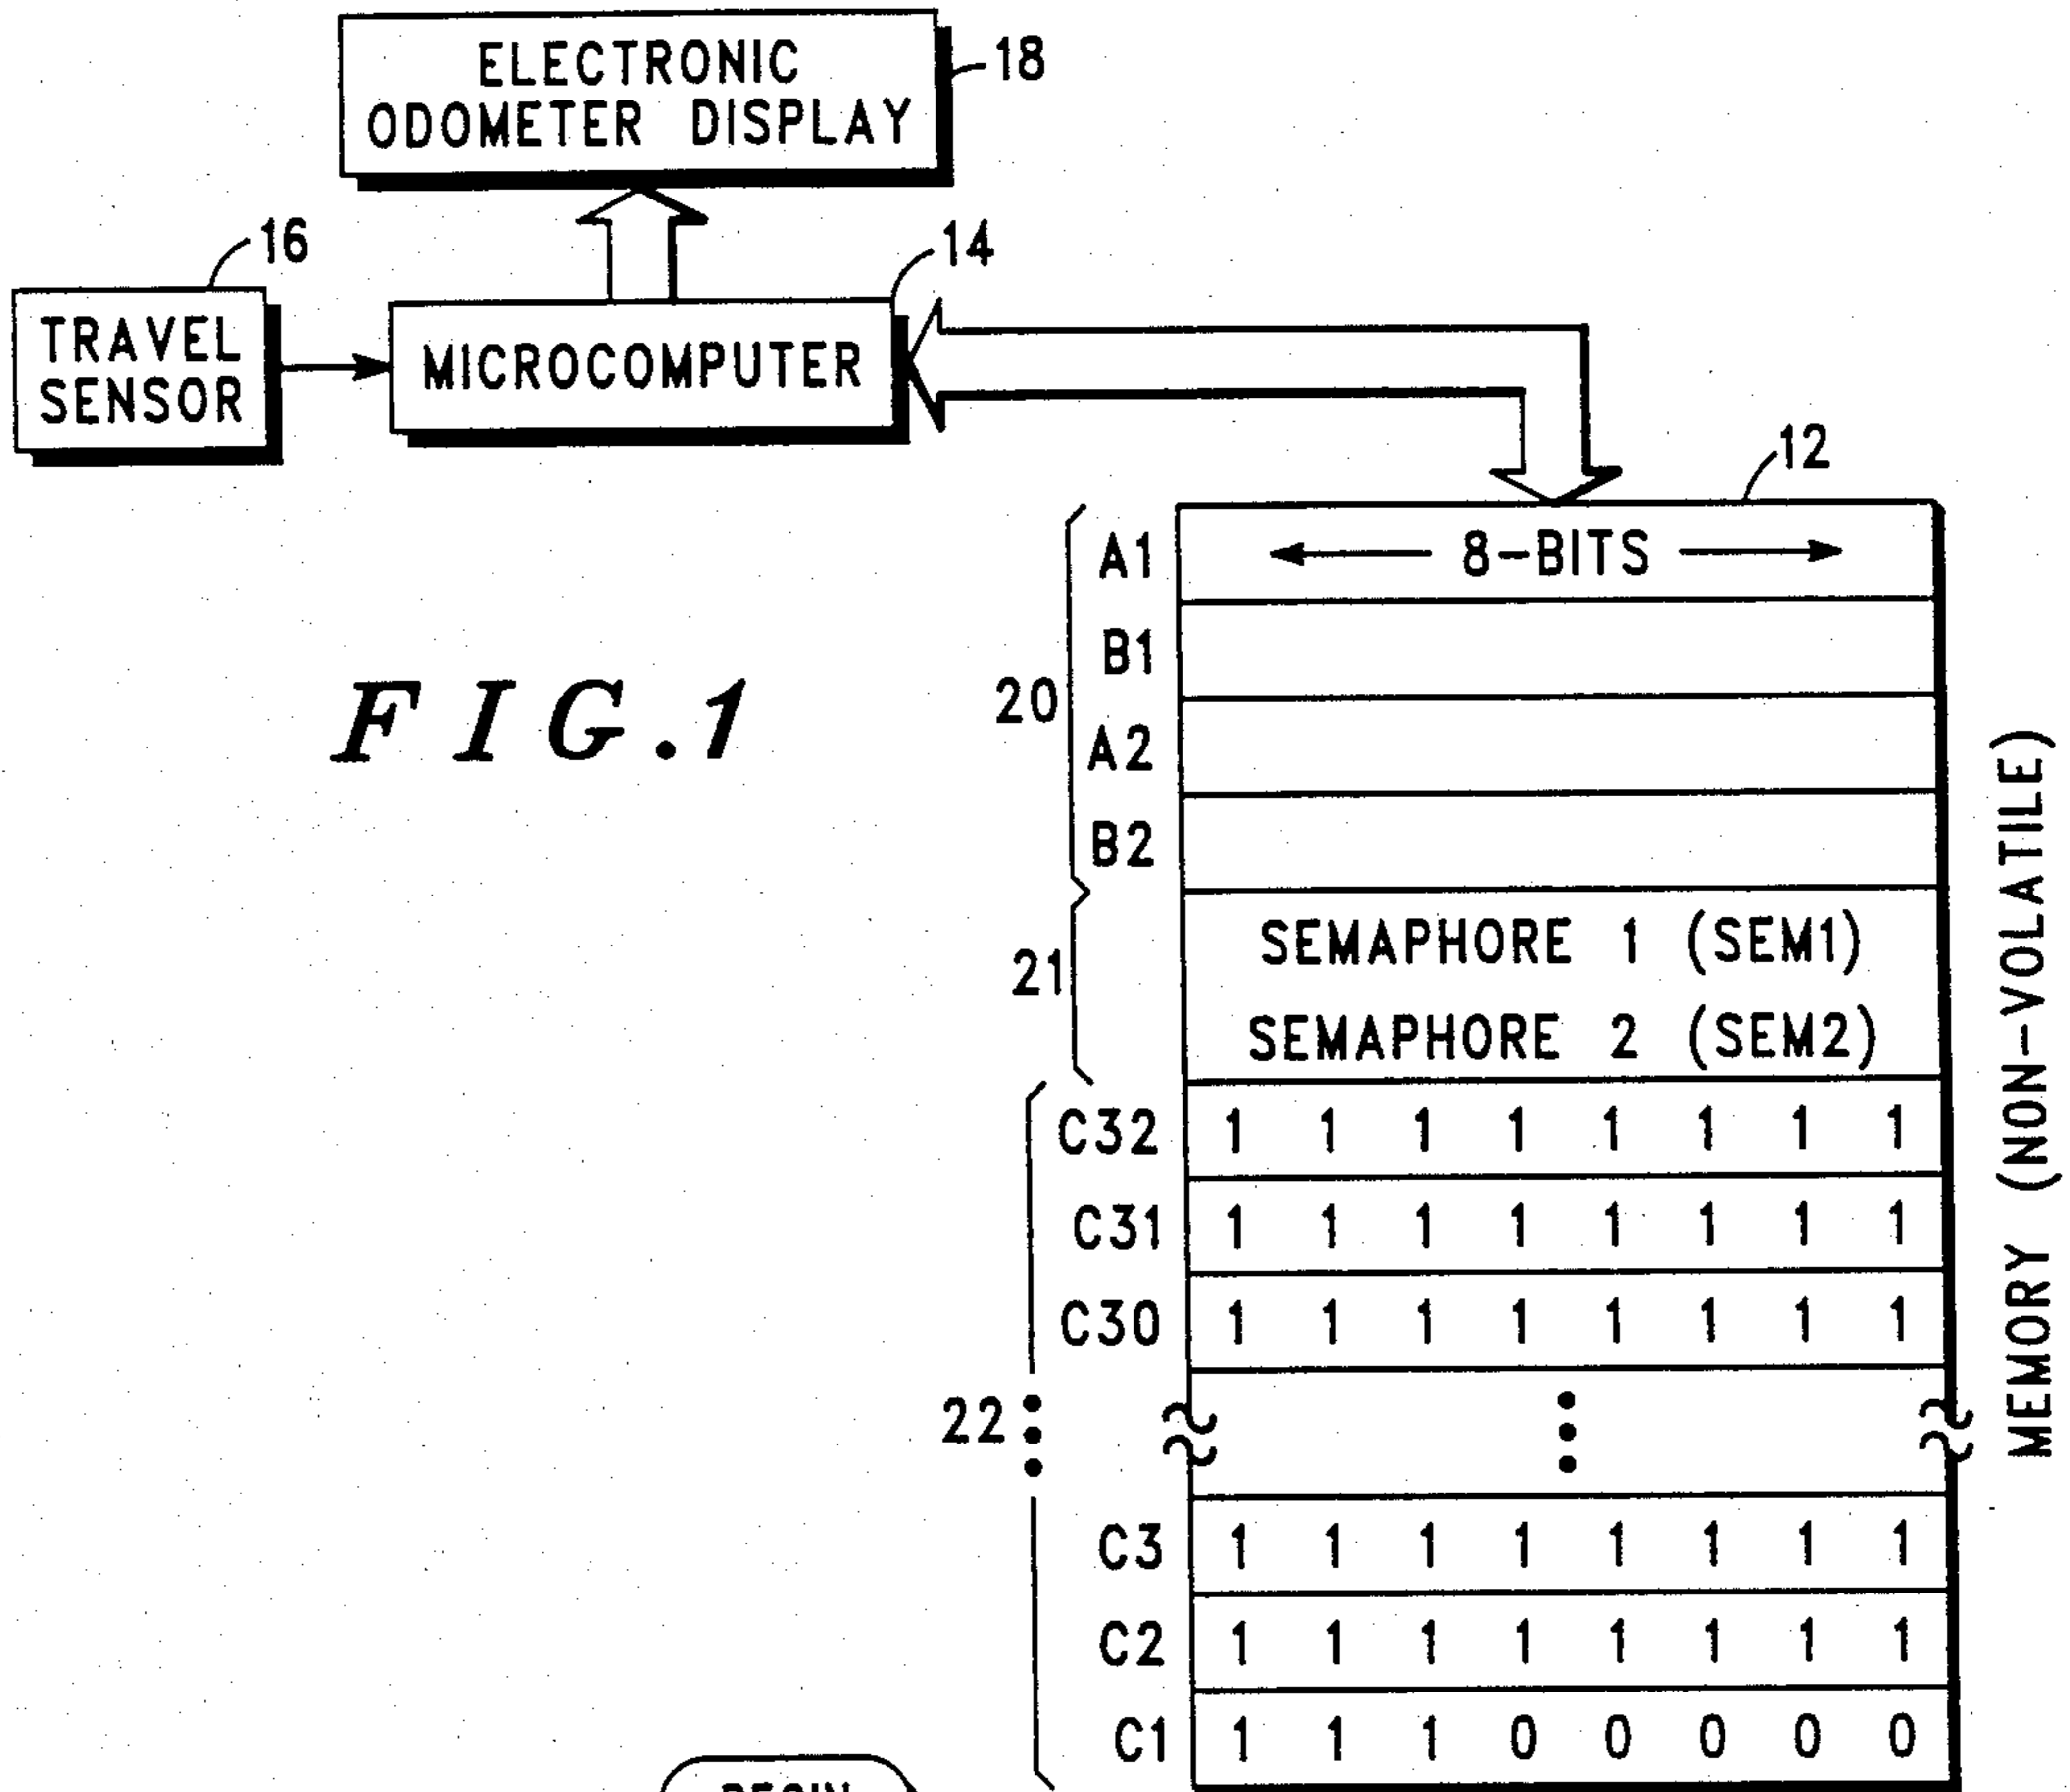 ELECTRONIC
ODOMETER DISPLAY
18
16
14
TRAVEL
SENSOR
MICROCOMPUTER
12
A1
8-BITS
B1
20
FIG.1
A2
B2
21
SEMAPHORE 1 (SEM1)
SEMAPHORE 2 (SEM2)
MEMORY (NON-VOLATILE)
C32 1 1 1 1 1 1 1 1
C31 1 1 1 1 1 1 1 1
C30 1 1 1 1 1 1 1 1
22
C3 1 1 1 1 1 1 1 1
C2 1 1 1 1 1 1 1 1
C1 1 1 1 0 0 0 0 0
BEGIN